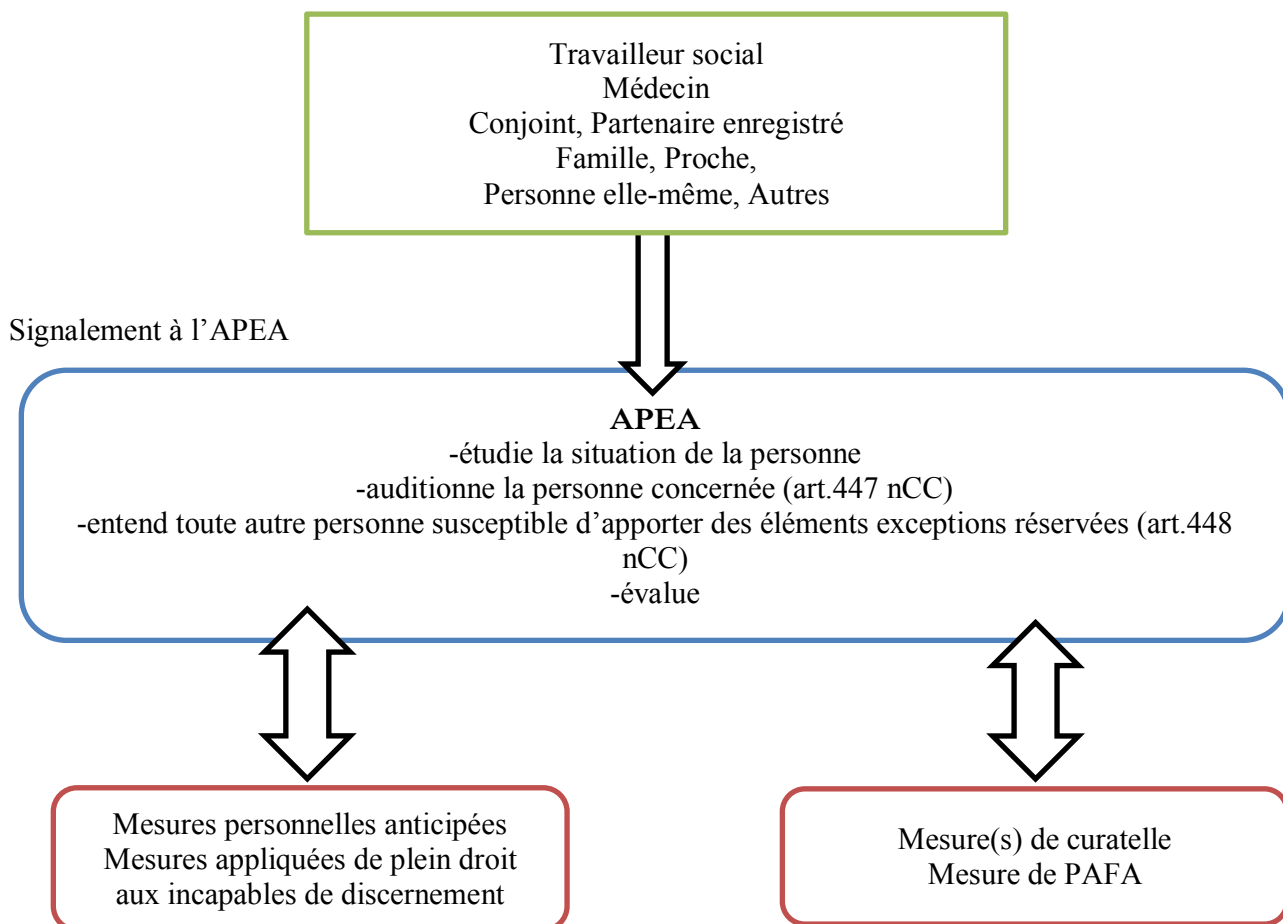 Travailleur social
Médecin
Conjoint, Partenaire enregistré
Famille, Proche,
Personne elle-même, Autres
Signalement à l’APEA
APEA
-étudie la situation de la personne
-auditionne la personne concernée (art.447 nCC)
-entend toute autre personne susceptible d’apporter des éléments exceptions réservées (art.448
nCC)
-évalue
Mesures personnelles anticipées
Mesures appliquées de plein droit
aux incapables de discernement
Mesure(s) de curatelle
Mesure de PAFA